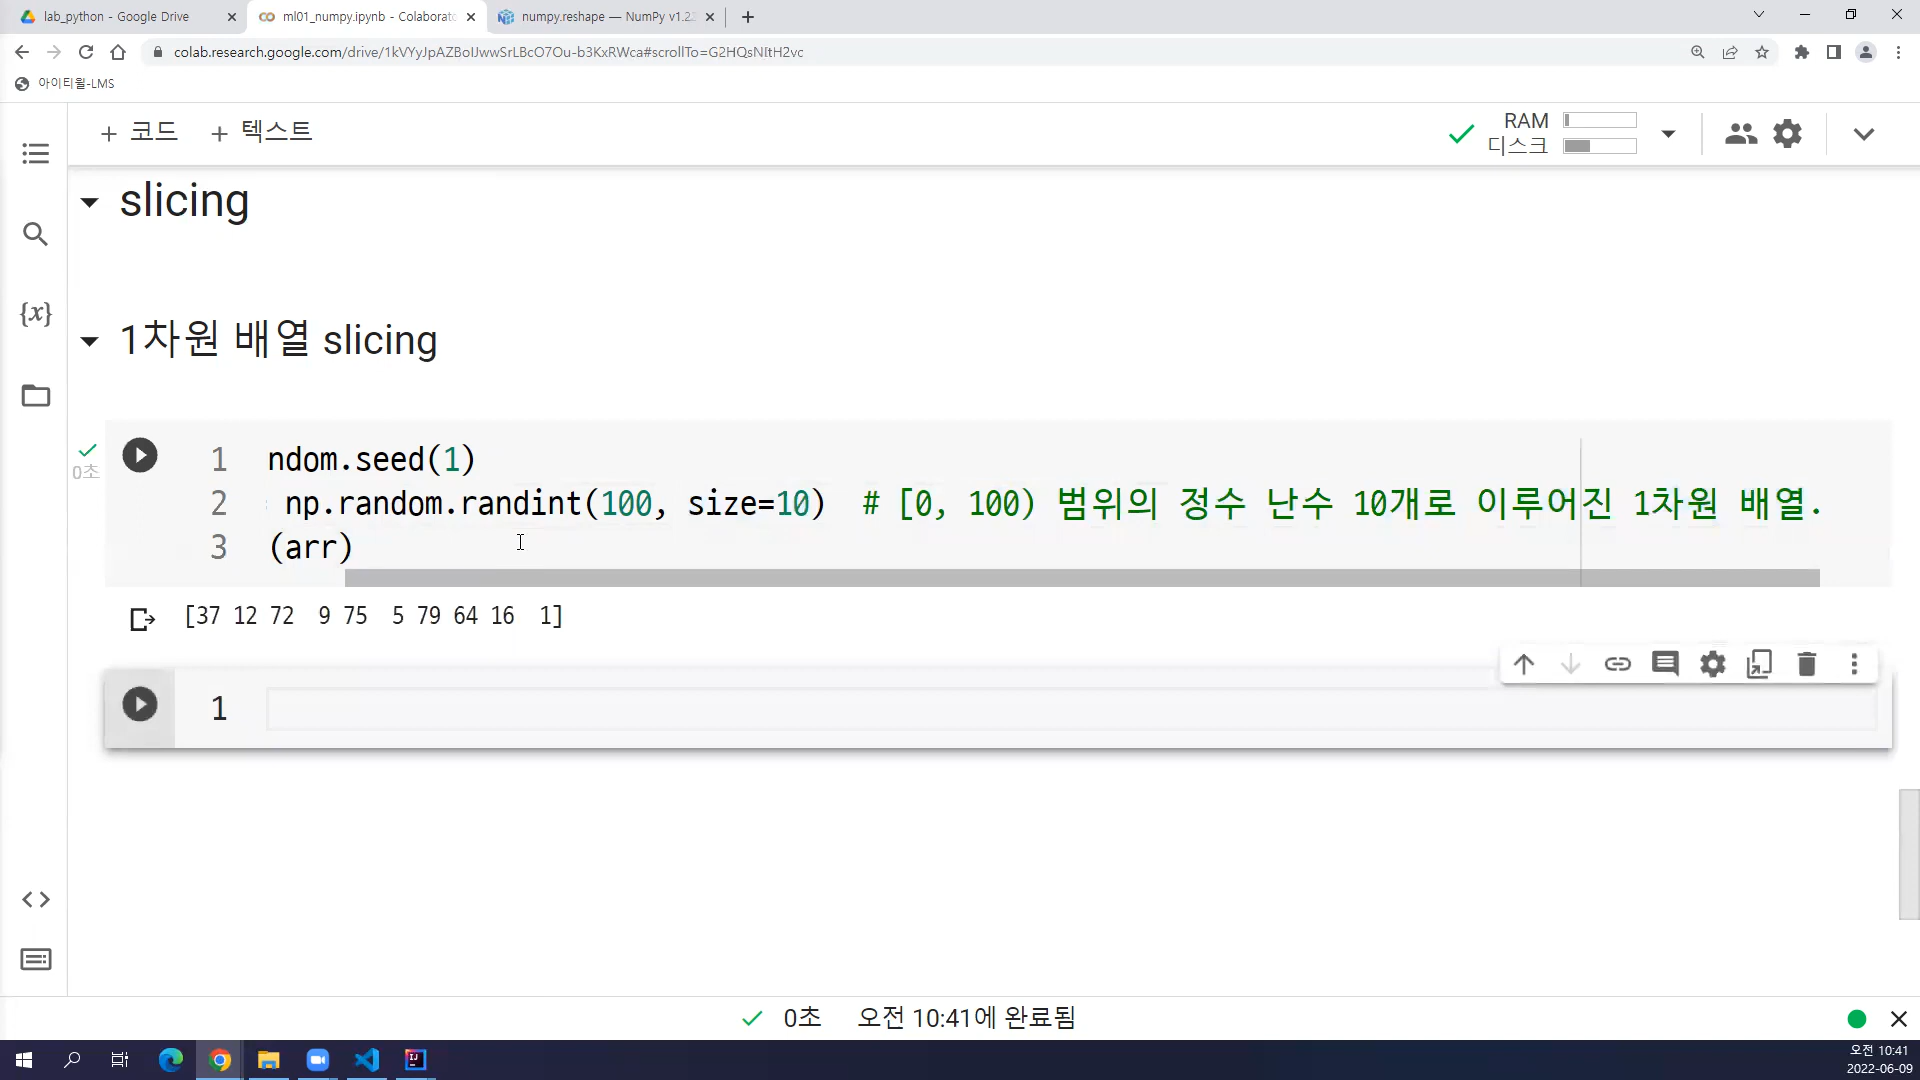 lab_python - Google Drive
ml01_numpy.ipynb - Colaborato
numpy.reshape — NumPy v1.2
colab.research.google.com/drive/
아이티윌-LMS
+ 코드 + 텍스트
RAM
디스크
slicing
1차원 배열 slicing
0초
1 ndom.seed(1)
2 np.random.randint(100, size=10) # [0, 100) 범위의 정수 난수 10개로 이루어진 1차원 배열.
3 (arr)
[37 12 72  9 75  5 79 64 16  1]
1
0초 오전 10:41에 완료됨
오전 10:41
2022-06-09